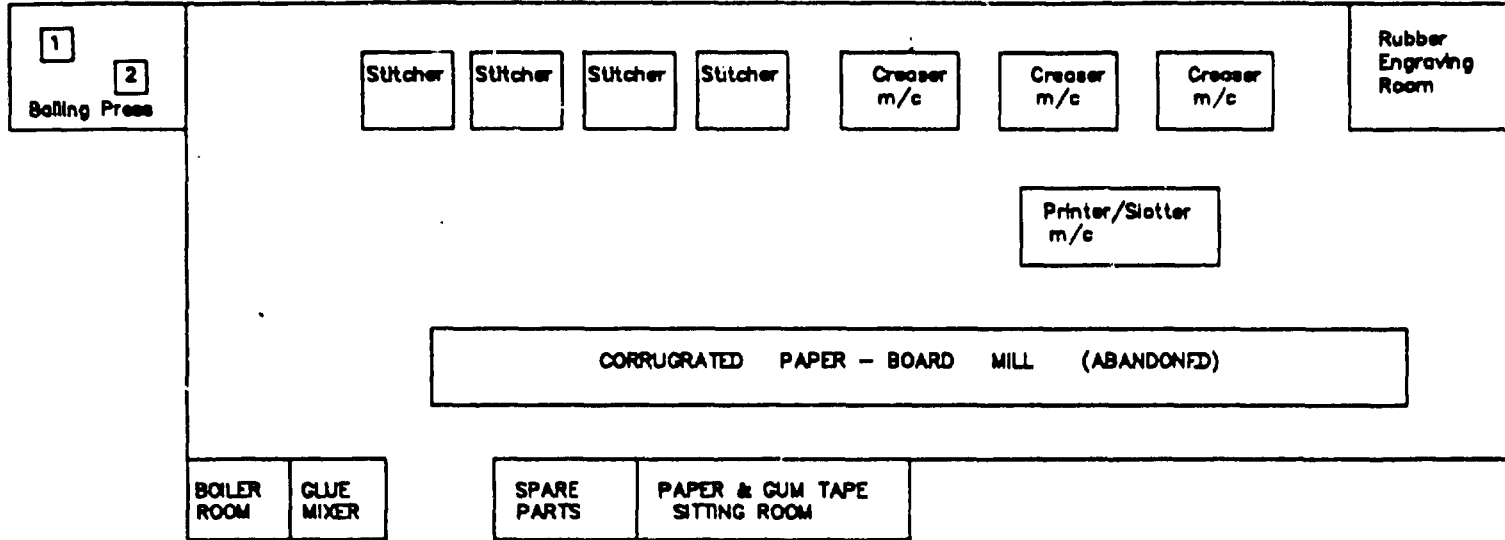 1
2
Balling Press
Stitcher
Stitcher
Stitcher
Stitcher
Creaser
m/c
Creaser
m/c
Creaser
m/c
Rubber
Engraving
Room
Printer/Slotter
m/c
CORRUGRATED PAPER - BOARD MILL (ABANDONED)
BOILER
ROOM
GLUE
MIXER
SPARE
PARTS
PAPER & GUM TAPE
SITTING ROOM